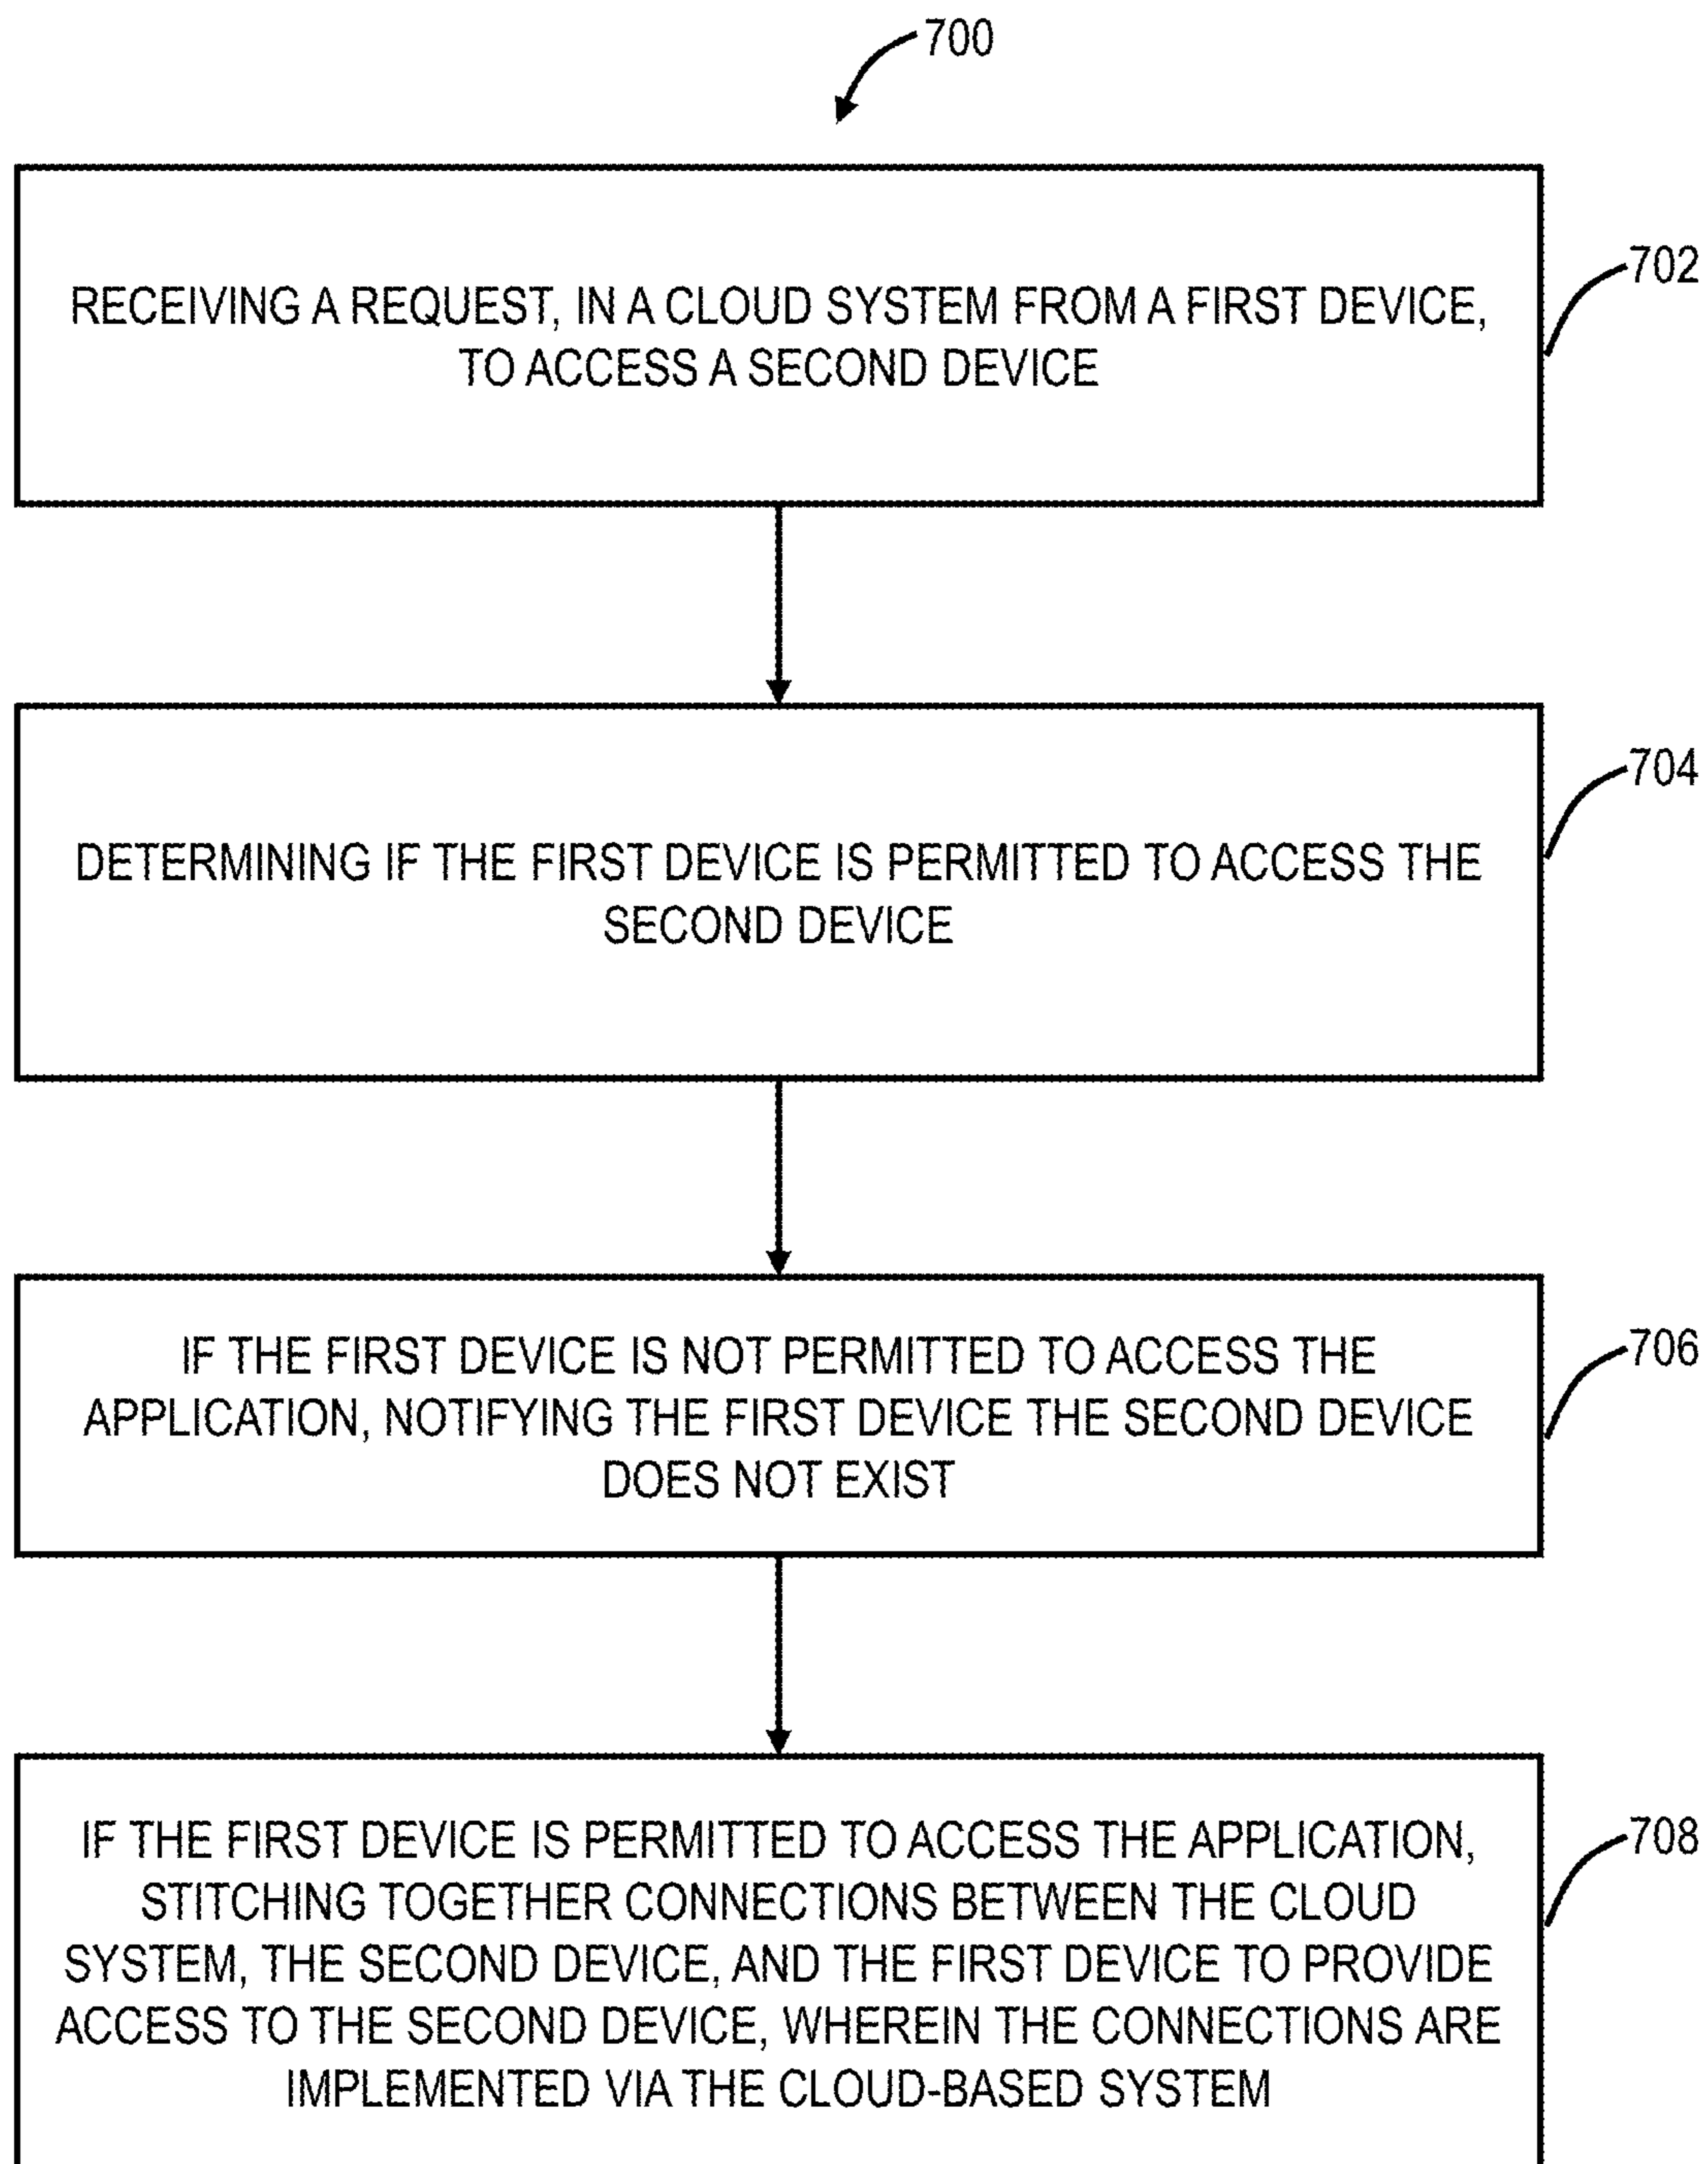 700
RECEIVING A REQUEST, IN A CLOUD SYSTEM FROM A FIRST DEVICE,
TO ACCESS A SECOND DEVICE
702
DETERMINING IF THE FIRST DEVICE IS PERMITTED TO ACCESS THE
SECOND DEVICE
704
IF THE FIRST DEVICE IS NOT PERMITTED TO ACCESS THE
APPLICATION, NOTIFYING THE FIRST DEVICE THE SECOND DEVICE
DOES NOT EXIST
706
IF THE FIRST DEVICE IS PERMITTED TO ACCESS THE APPLICATION,
STITCHING TOGETHER CONNECTIONS BETWEEN THE CLOUD
SYSTEM, THE SECOND DEVICE, AND THE FIRST DEVICE TO PROVIDE
ACCESS TO THE SECOND DEVICE, WHEREIN THE CONNECTIONS ARE
IMPLEMENTED VIA THE CLOUD-BASED SYSTEM
708